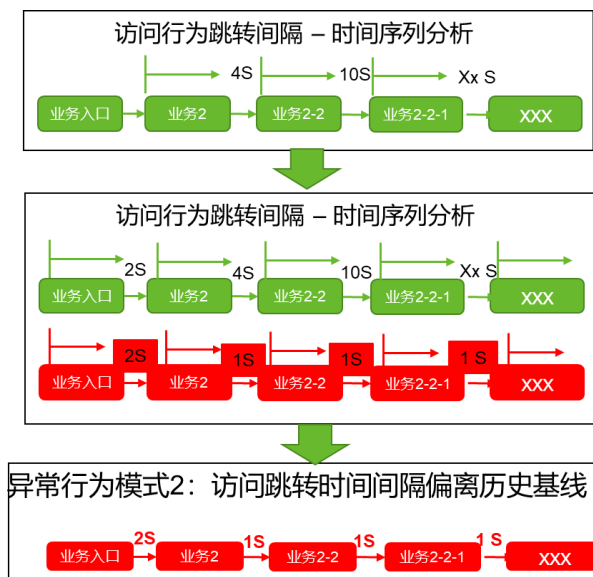 访问行为跳转间隔 – 时间序列分析
4S 10S Xx S
业务入口 业务2 业务2-2 业务2-2-1 XXX
访问行为跳转间隔 – 时间序列分析
2S 4S 10S Xx S
业务入口 业务2 业务2-2 业务2-2-1 XXX
2S 1S 1S 1 S
业务入口 业务2 业务2-2 业务2-2-1 XXX
异常行为模式2：访问跳转时间间隔偏离历史基线
2S 1S 1S 1 S
业务入口 业务2 业务2-2 业务2-2-1 XXX